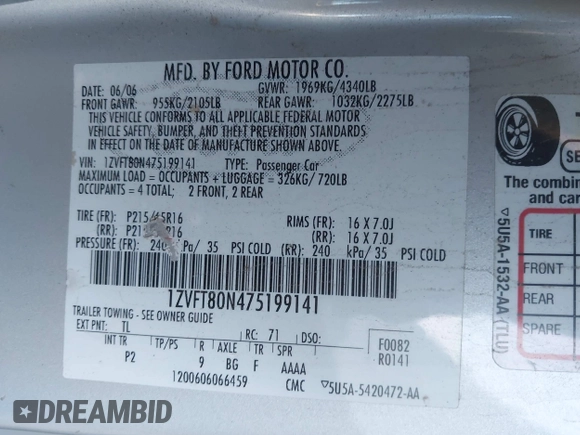 MFD. BY FORD MOTOR CO.
DATE: 06/06 GVWR: 1969KG/4340LB
FRONT GAWR: 955KG/2105LB REAR GAWR: 1032KG/2275LB
THIS VEHICLE CONFORMS TO ALL APPLICABLE FEDERAL MOTOR
VEHICLE SAFETY, BUMPER, AND THEFT PREVENTION STANDARDS
IN EFFECT ON THE DATE OF MANUFACTURE SHOWN ABOVE.
VIN: 1ZVFT80N475199141 TYPE: Passenger Car
MAXIMUM LOAD = OCCUPANTS + LUGGAGE = 326KG/720LB
OCCUPANTS = 4 TOTAL; 2 FRONT, 2 REAR
TIRE (FR): P215/65R16 RIMS (FR): 16 X 7.0J
(RR): (RR): 16 X 7.0J
PRESSURE (FR): 240 kPa/ 35 PSI COLD (RR): 240 kPa/ 35 PSI COLD
1ZVFT80N475199141
TRAILER TOWING - SEE OWNER GUIDE
EXT PNT: TL RC: 71 DSO: F0082
INT TR TP/PS R AXLE TR SPR R0141
P2 9 BG F AAAA
1200606066459 CMC ▽5U5A-5420472-AA
▽5U5A-1532-AA (TLU)
The combin
and car
TIRE
FRONT
REAR
SPARE
DREAMBID